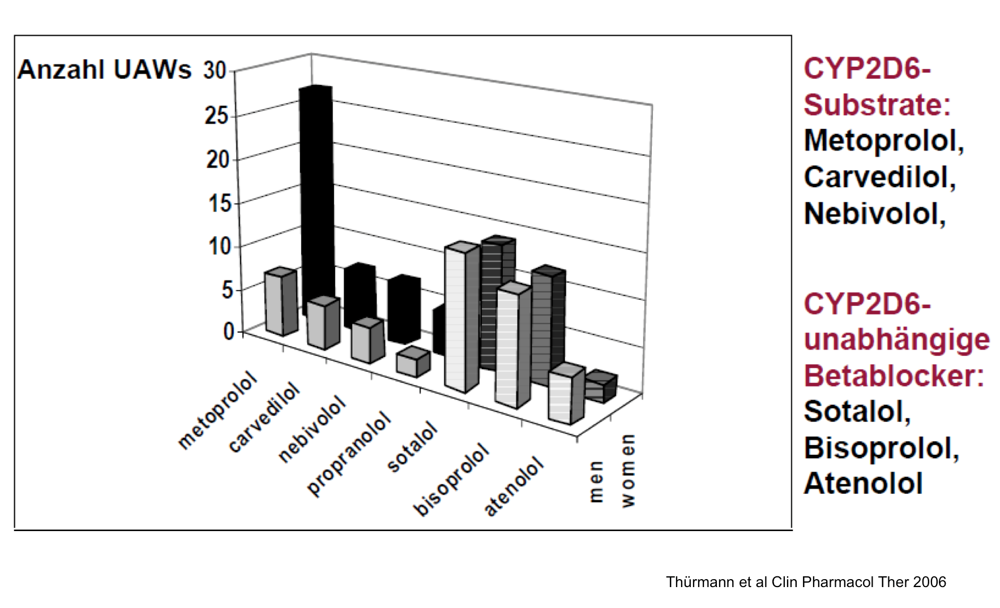 Anzahl UAWs
30
25
20
15
10
5
0
metoprolol
carvedilol
nebivolol
propranolol
sotalol
bisoprolol
atenolol
men
women
CYP2D6-
Substrate:
Metoprolol,
Carvedilol,
Nebivolol,
CYP2D6-
unabhängige
Betablocker:
Sotalol,
Bisoprolol,
Atenolol
Thürmann et al Clin Pharmacol Ther 2006